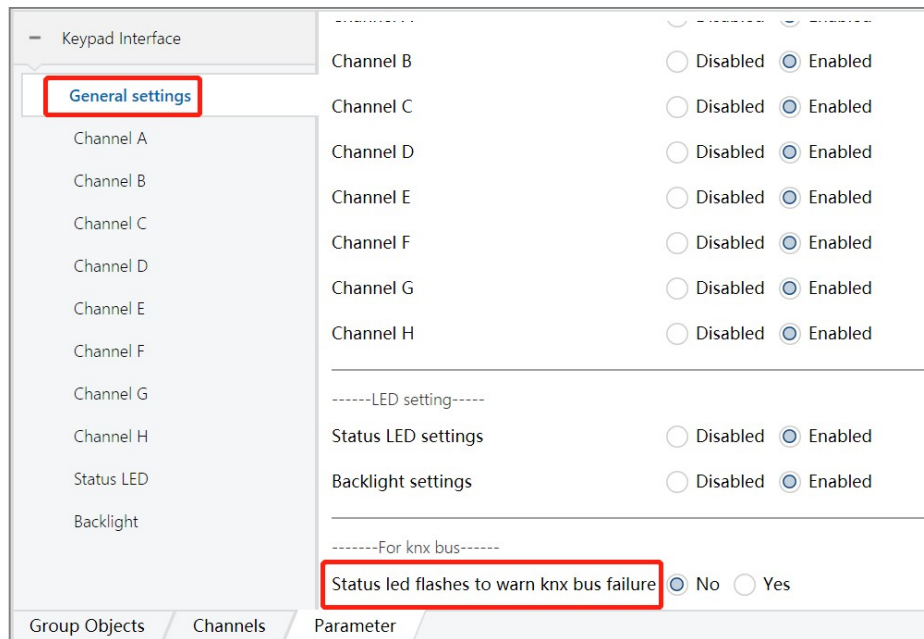 Keypad Interface
General settings
Channel A
Channel B
Channel C
Channel D
Channel E
Channel F
Channel G
Channel H
Status LED
Backlight
Channel B Disabled Enabled
Channel C Disabled Enabled
Channel D Disabled Enabled
Channel E Disabled Enabled
Channel F Disabled Enabled
Channel G Disabled Enabled
Channel H Disabled Enabled
------LED setting-----
Status LED settings Disabled Enabled
Backlight settings Disabled Enabled
-------For knx bus------
Status led flashes to warn knx bus failure No Yes
Group Objects Channels Parameter